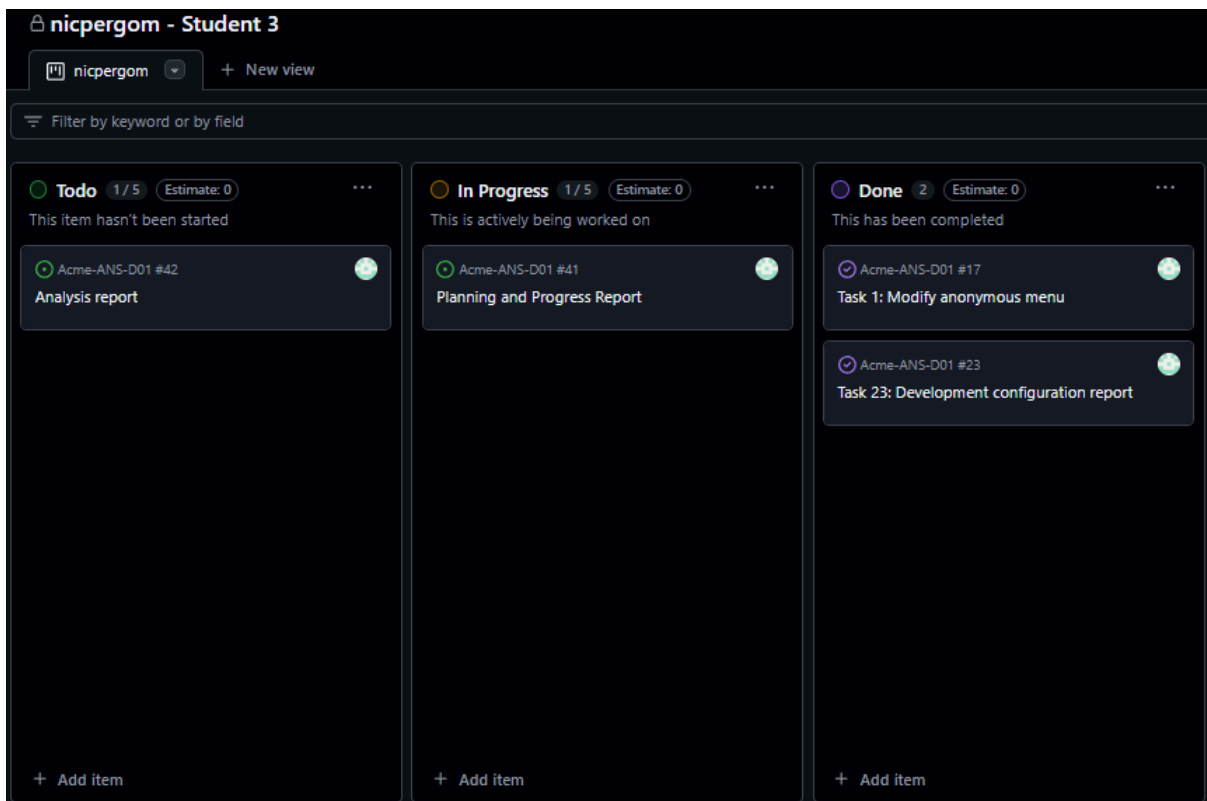 nicpergom - Student 3
nicpergom
+ New view
Filter by keyword or by field
Todo 1 / 5 Estimate: 0
This item hasn't been started
Acme-ANS-D01 #42
Analysis report
+ Add item
In Progress 1 / 5 Estimate: 0
This is actively being worked on
Acme-ANS-D01 #41
Planning and Progress Report
+ Add item
Done 2 Estimate: 0
This has been completed
Acme-ANS-D01 #17
Task 1: Modify anonymous menu
Acme-ANS-D01 #23
Task 23: Development configuration report
+ Add item